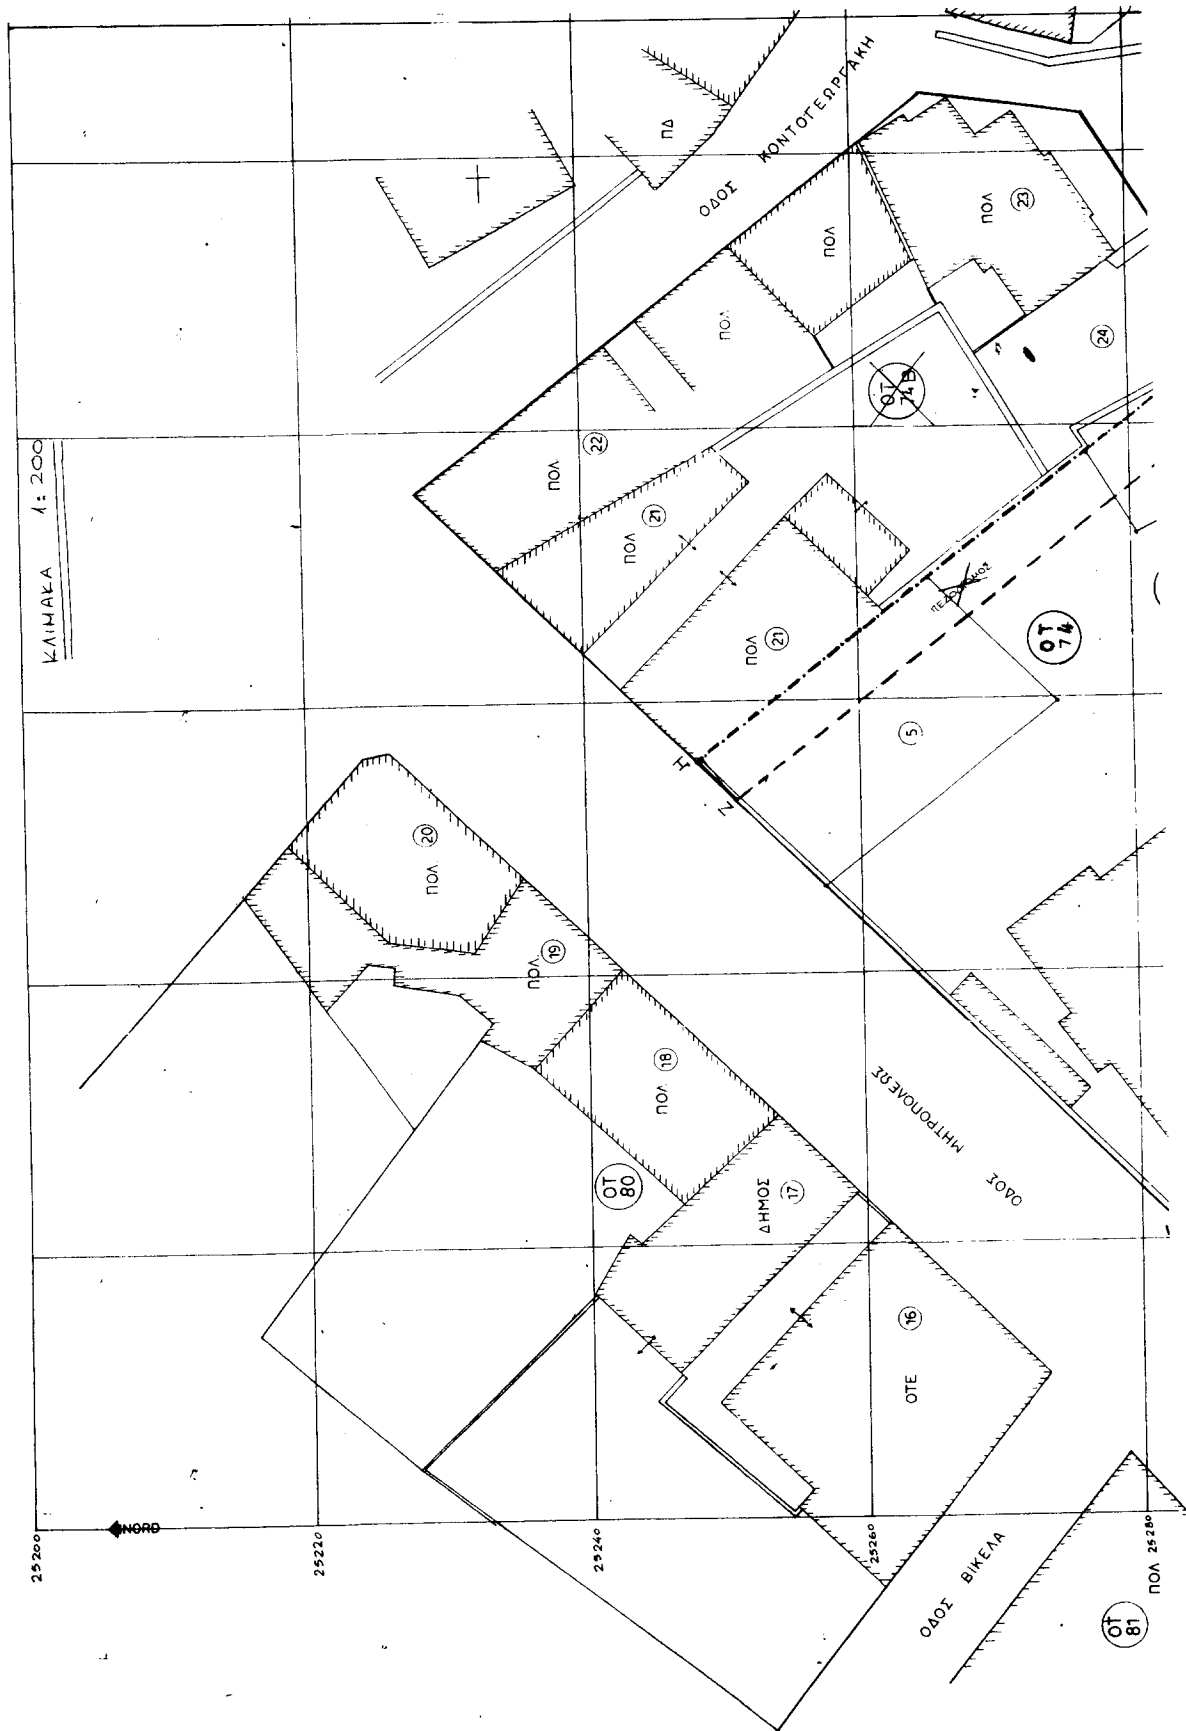 ΚΛΙΜΑΚΑ 1:200
ΟΔΟΣ ΚΟΝΤΟΓΕΩΡΓΑΚΗ
ΠΔ
ΠΟΛ
23
ΠΟΛ
ΠΟΛ
24
ΟΤ
74Β
ΠΟΛ
22
ΠΟΛ
21
ΠΟΛ
21
ΠΕΖΟΔΡΟΜΟΣ
ΟΤ
74
5
Η
Ζ
ΠΟΛ
20
ΠΟΛ
19
ΠΟΛ
18
ΟΤ
80
ΔΗΜΟΣ
17
ΟΔΟΣ ΜΗΤΡΟΠΟΛΕΩΣ
ΟΤΕ
16
ΟΔΟΣ ΒΙΚΕΛΑ
ΟΤ
81
ΠΟΛ
NORD
25200
25220
25240
25260
25280